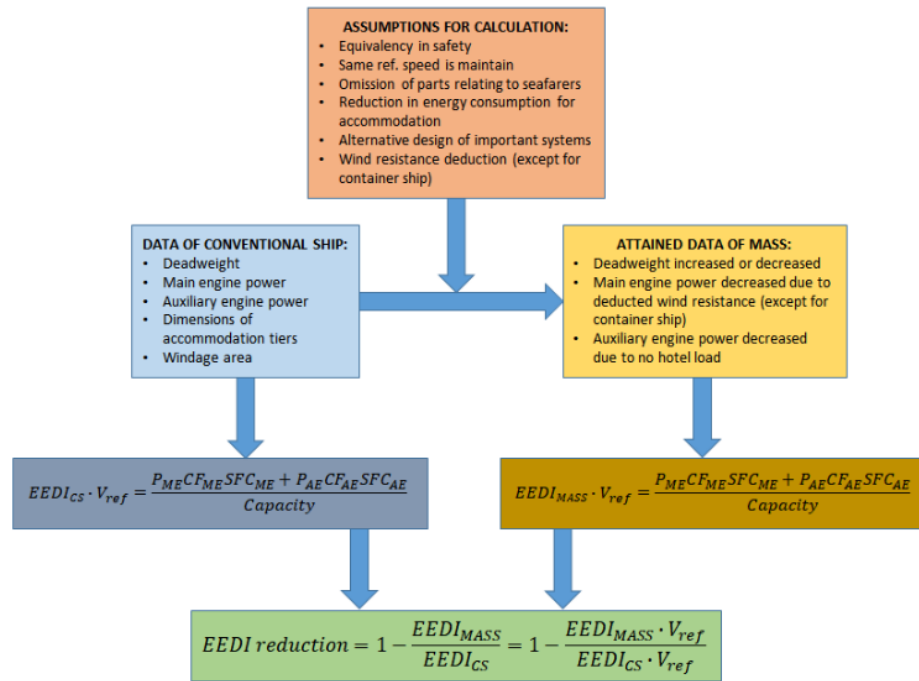 ASSUMPTIONS FOR CALCULATION:
• Equivalency in safety
• Same ref. speed is maintain
• Omission of parts relating to seafarers
• Reduction in energy consumption for
accommodation
• Alternative design of important systems
• Wind resistance deduction (except for
container ship)
DATA OF CONVENTIONAL SHIP:
• Deadweight
• Main engine power
• Auxiliary engine power
• Dimensions of
accommodation tiers
• Windage area
ATTAINED DATA OF MASS:
• Deadweight increased or decreased
• Main engine power decreased due to
deducted wind resistance (except for
container ship)
• Auxiliary engine power decreased
due to no hotel load
EEDI_CS · V_ref = (P_ME CF_ME SFC_ME + P_AE CF_AE SFC_AE) / Capacity
EEDI_MASS · V_ref = (P_ME CF_ME SFC_ME + P_AE CF_AE SFC_AE) / Capacity
EEDI reduction = 1 − EEDI_MASS / EEDI_CS = 1 − (EEDI_MASS · V_ref) / (EEDI_CS · V_ref)